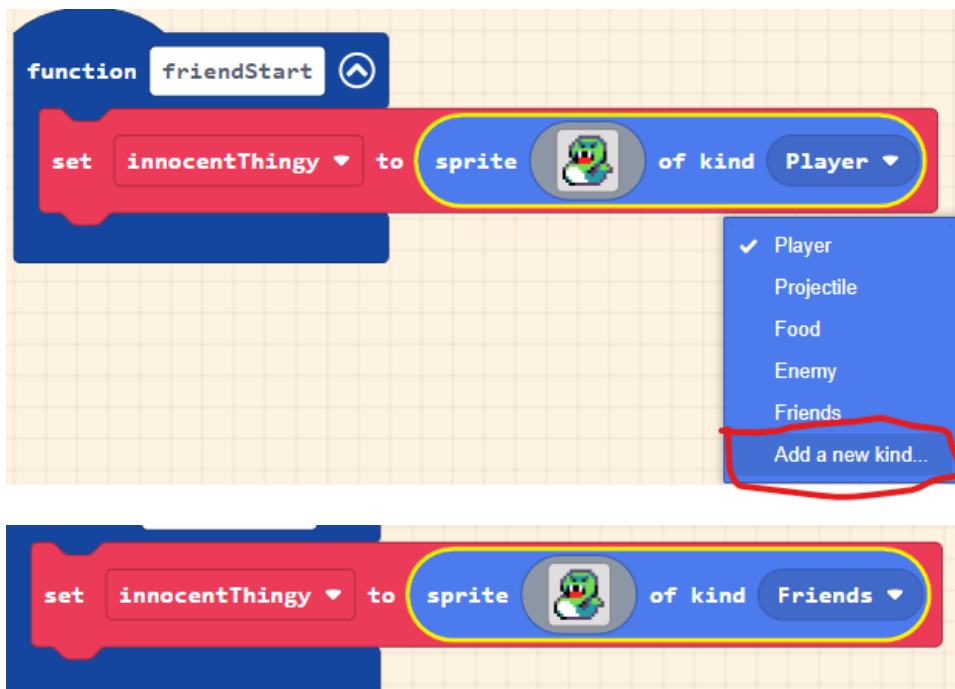 function friendStart
set innocentThingy to sprite of kind Player
Player
Projectile
Food
Enemy
Friends
Add a new kind...
set innocentThingy to sprite of kind Friends